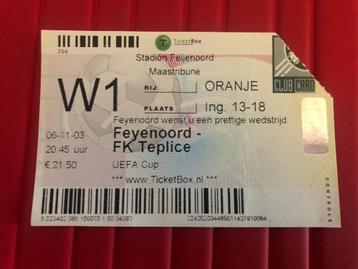 TICKETBOX
206
Stadion Feijenoord
Maastribune
W1
RIJ.
ORANJE
PLAATS
Ing. 13-18
CLUB CARD
Feyenoord wenst u een prettige wedstrijd
06-11-03
Feyenoord -
20:45 uur
FK Teplice
€ 21.50
UEFA Cup
*** www.TicketBox.nl ***
CONTROLE